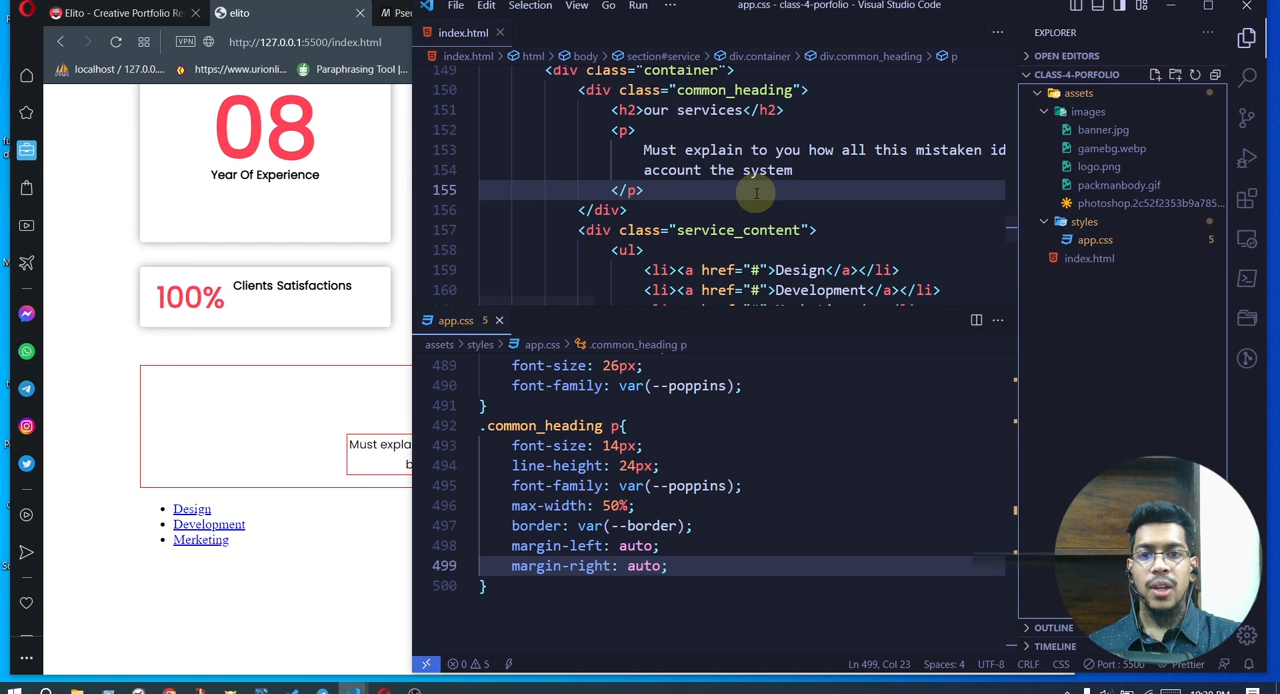 Elito - Creative Portfolio Re
elito
Pseu
File Edit Selection View Go Run ···
app.css - class-4-porfolio - Visual Studio Code
VPN
http://127.0.0.1:5500/index.html
localhost / 127.0....
https://www.urionli...
Paraphrasing Tool |...
08
Year Of Experience
100%
Clients Satisfactions
Must expla
b
Design
Development
Merketing
index.html
index.html > html > body > section#service > div.container > div.common_heading > p
149 <div class="container">
150 <div class="common_heading">
151 <h2>our services</h2>
152 <p>
153 Must explain to you how all this mistaken id
154 account the system
155 </p>
156 </div>
157 <div class="service_content">
158 <ul>
159 <li><a href="#">Design</a></li>
160 <li><a href="#">Development</a></li>
app.css 5
assets > styles > app.css > .common_heading p
489 font-size: 26px;
490 font-family: var(--poppins);
491 }
492 .common_heading p{
493 font-size: 14px;
494 line-height: 24px;
495 font-family: var(--poppins);
496 max-width: 50%;
497 border: var(--border);
498 margin-left: auto;
499 margin-right: auto;
500 }
EXPLORER
OPEN EDITORS
CLASS-4-PORFOLIO
assets
images
banner.jpg
gamebg.webp
logo.png
packmanbody.gif
photoshop.2c52f2353b9a785...
styles
app.css 5
index.html
OUTLINE
TIMELINE
0 5
Ln 499, Col 23 Spaces: 4 UTF-8 CRLF CSS Port : 5500 Prettier